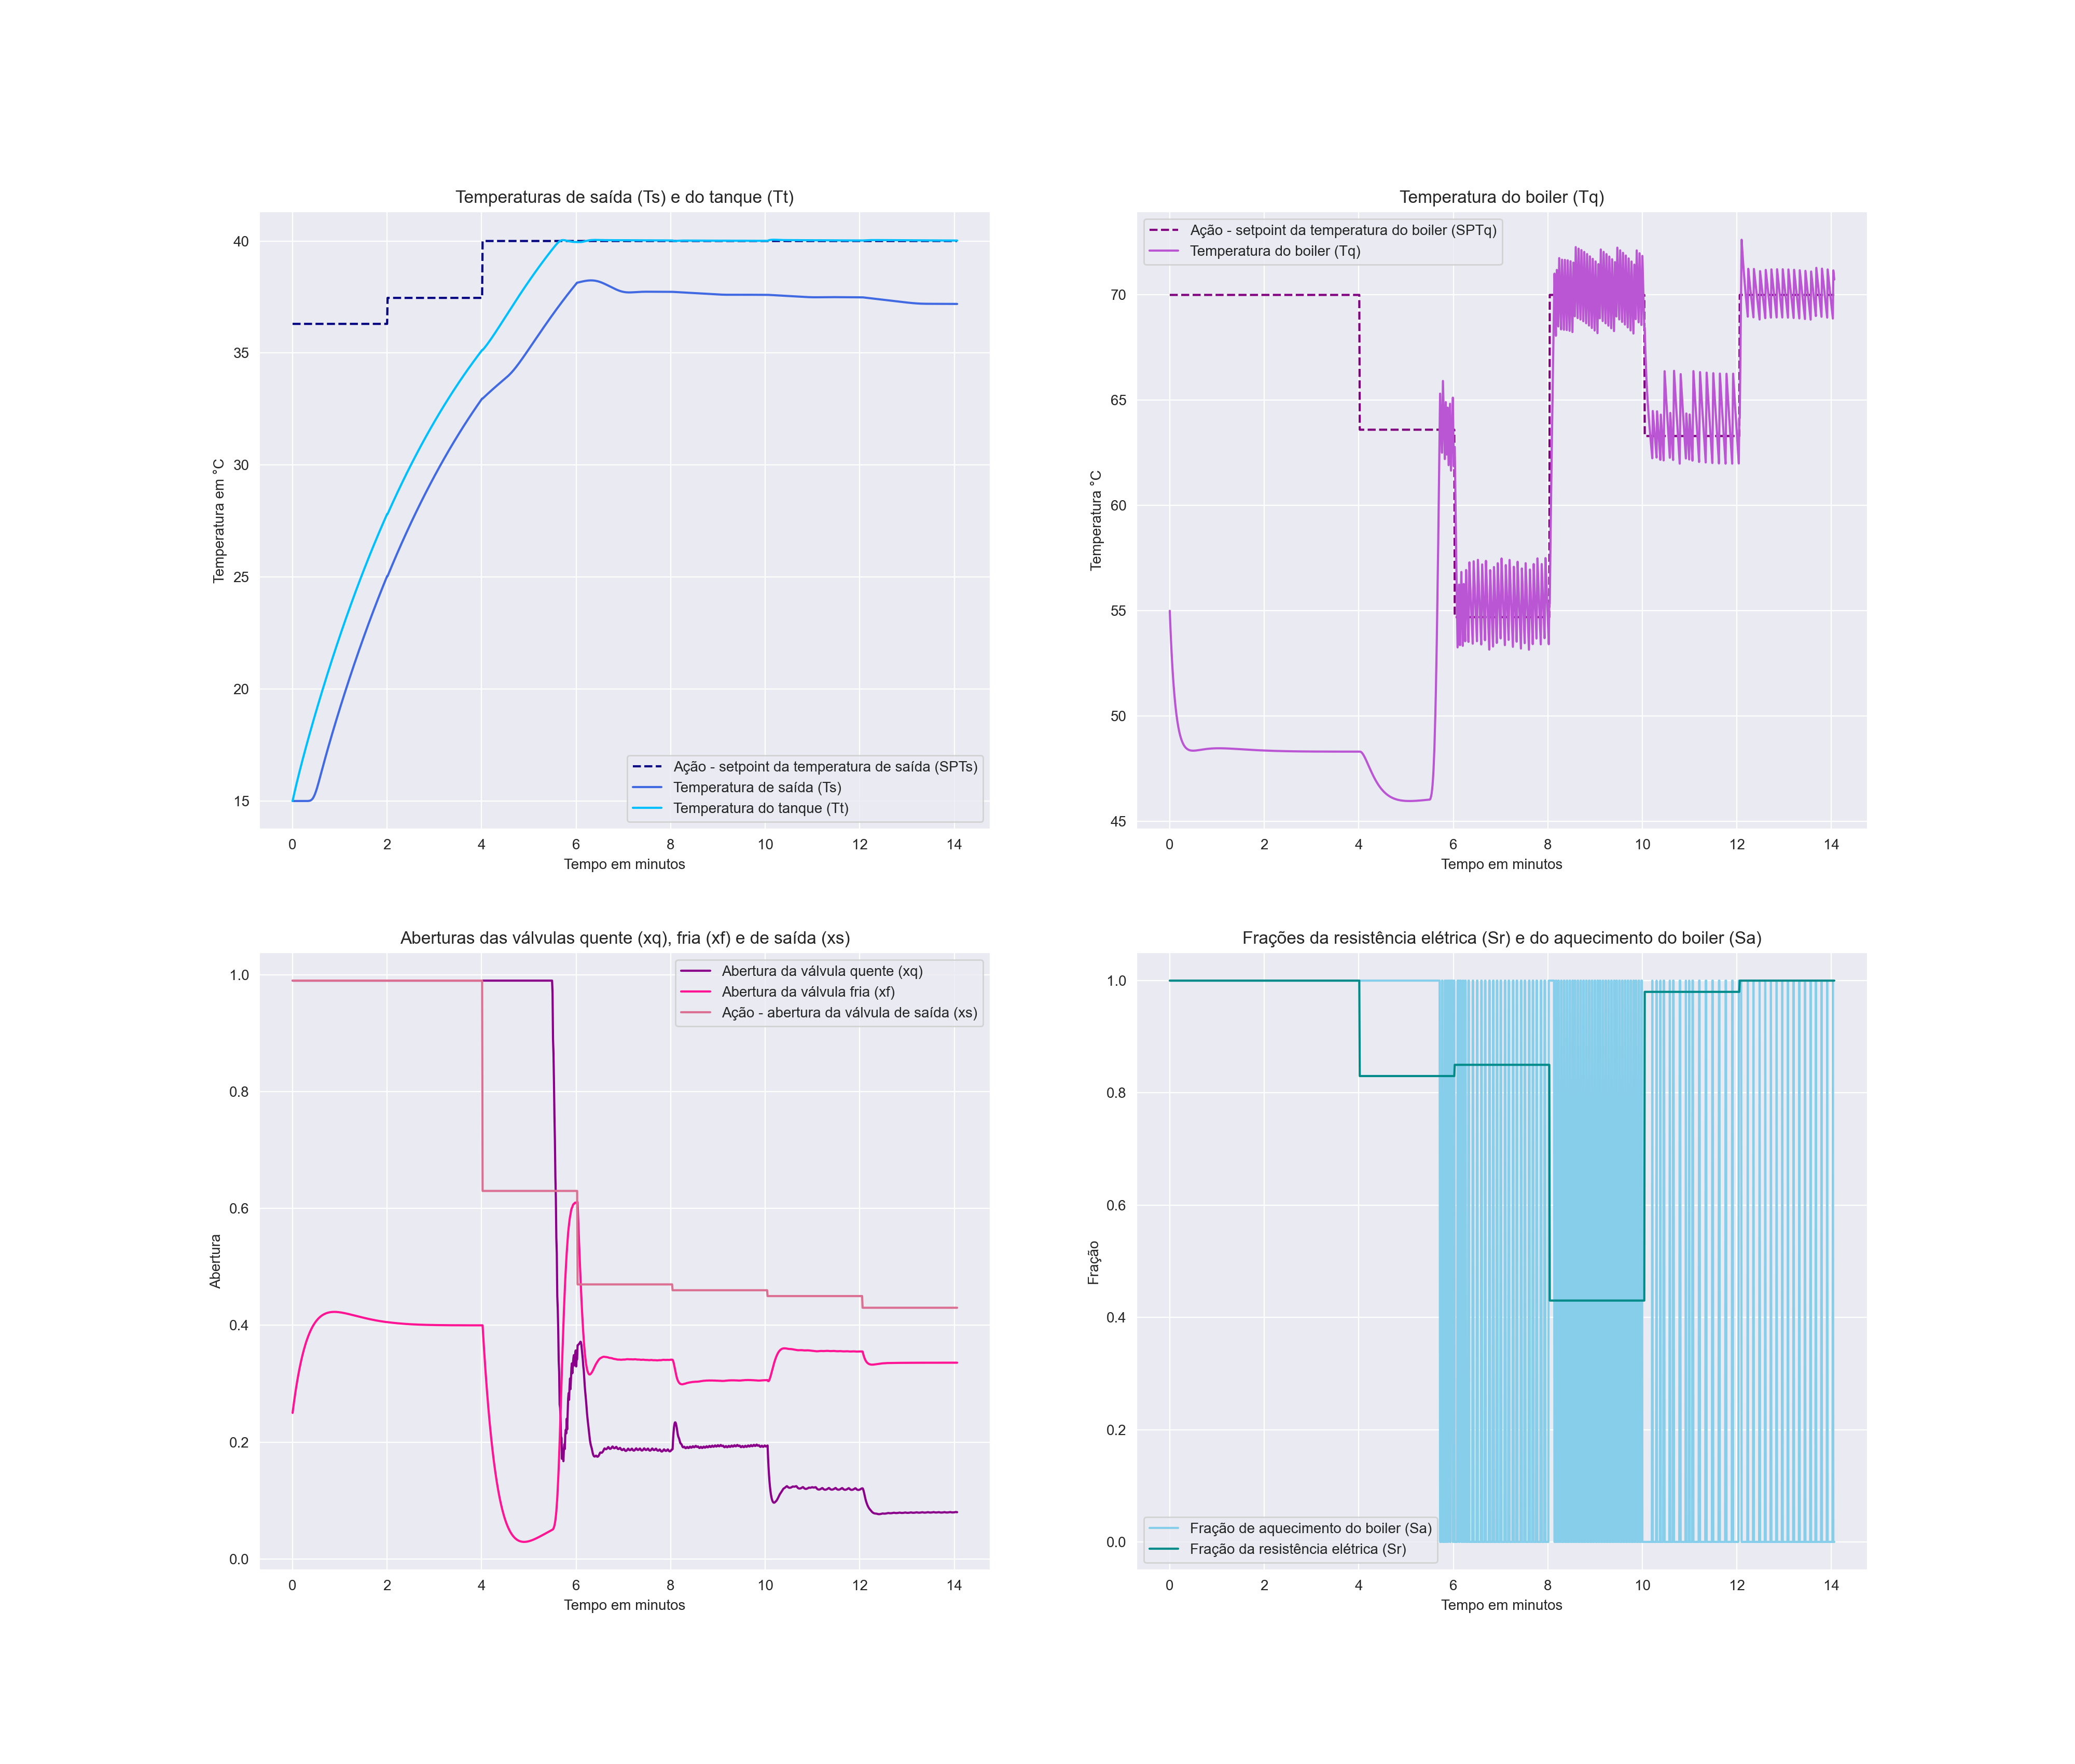 Temperaturas de saída (Ts) e do tanque (Tt)
Temperatura em °C
40
35
30
25
20
15
Ação - setpoint da temperatura de saída (SPTs)
Temperatura de saída (Ts)
Temperatura do tanque (Tt)
0 2 4 6 8 10 12 14
Tempo em minutos
Temperatura do boiler (Tq)
Temperatura °C
70
65
60
55
50
45
Ação - setpoint da temperatura do boiler (SPTq)
Temperatura do boiler (Tq)
0 2 4 6 8 10 12 14
Tempo em minutos
Aberturas das válvulas quente (xq), fria (xf) e de saída (xs)
Abertura
1.0
0.8
0.6
0.4
0.2
0.0
Abertura da válvula quente (xq)
Abertura da válvula fria (xf)
Ação - abertura da válvula de saída (xs)
0 2 4 6 8 10 12 14
Tempo em minutos
Frações da resistência elétrica (Sr) e do aquecimento do boiler (Sa)
Fração
1.0
0.8
0.6
0.4
0.2
0.0
Fração de aquecimento do boiler (Sa)
Fração da resistência elétrica (Sr)
0 2 4 6 8 10 12 14
Tempo em minutos